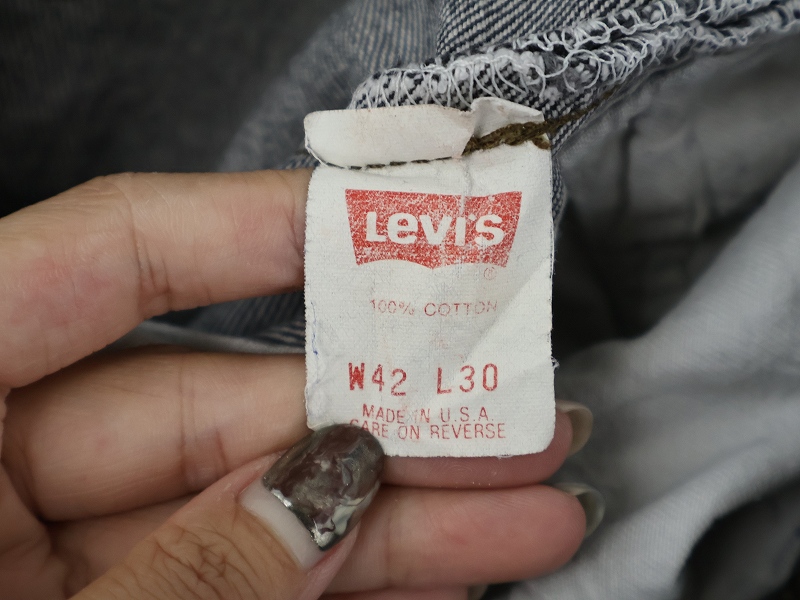 Levi's
®
100% COTTON
W42 L30
MADE IN U.S.A.
CARE ON REVERSE